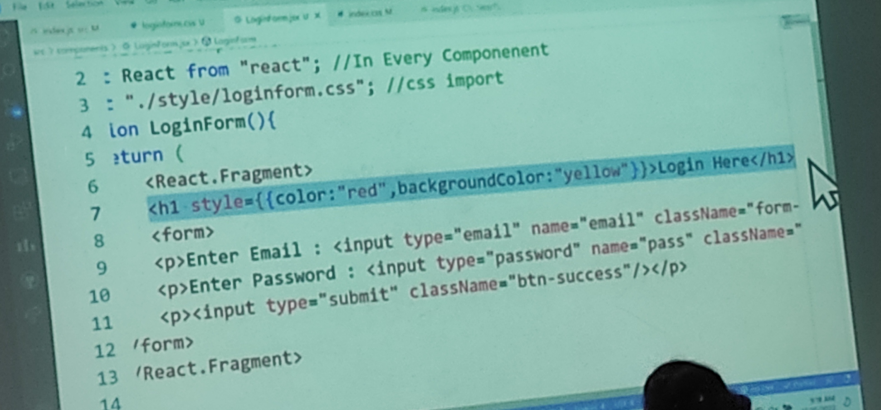 File Edit Selection View
index.js src M loginform.css U LoginForm.jsx U X index.css M index.js
src > components > LoginForm.jsx > LoginForm
2 : React from "react"; //In Every Componenent
3 : "./style/loginform.css"; //css import
4 ion LoginForm(){
5 eturn (
6 <React.Fragment>
7 <h1 style={{color:"red",backgroundColor:"yellow"}}>Login Here</h1>
8 <form>
9 <p>Enter Email : <input type="email" name="email" className="form-
10 <p>Enter Password : <input type="password" name="pass" className="
11 <p><input type="submit" className="btn-success"/></p>
12 /form>
13 /React.Fragment>
14